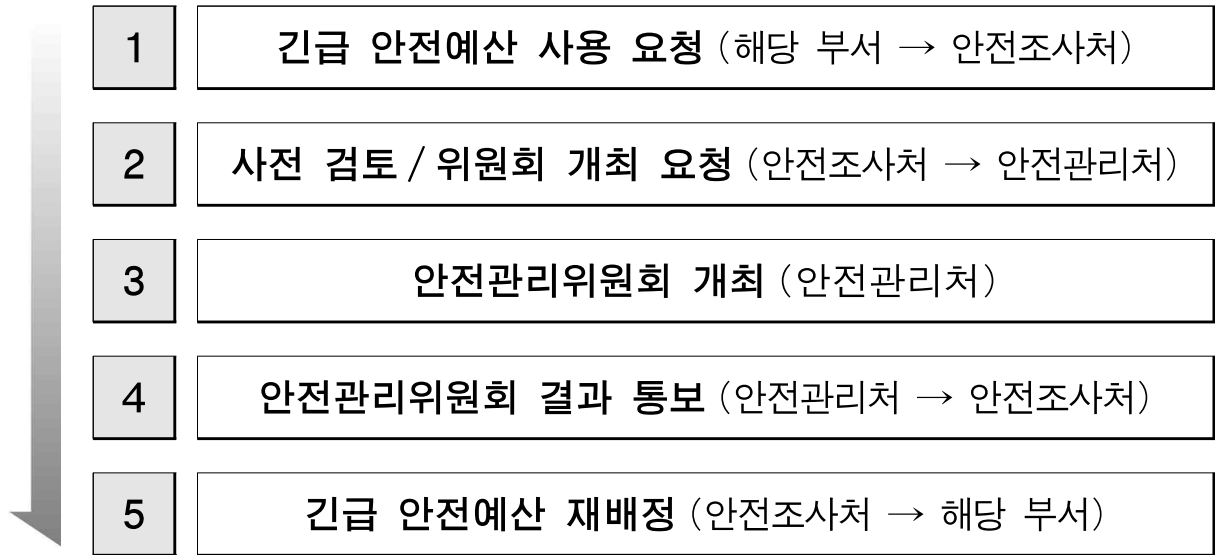 1 긴급 안전예산 사용 요청 (해당 부서 → 안전조사처)
2 사전 검토 / 위원회 개최 요청 (안전조사처 → 안전관리처)
3 안전관리위원회 개최 (안전관리처)
4 안전관리위원회 결과 통보 (안전관리처 → 안전조사처)
5 긴급 안전예산 재배정 (안전조사처 → 해당 부서)